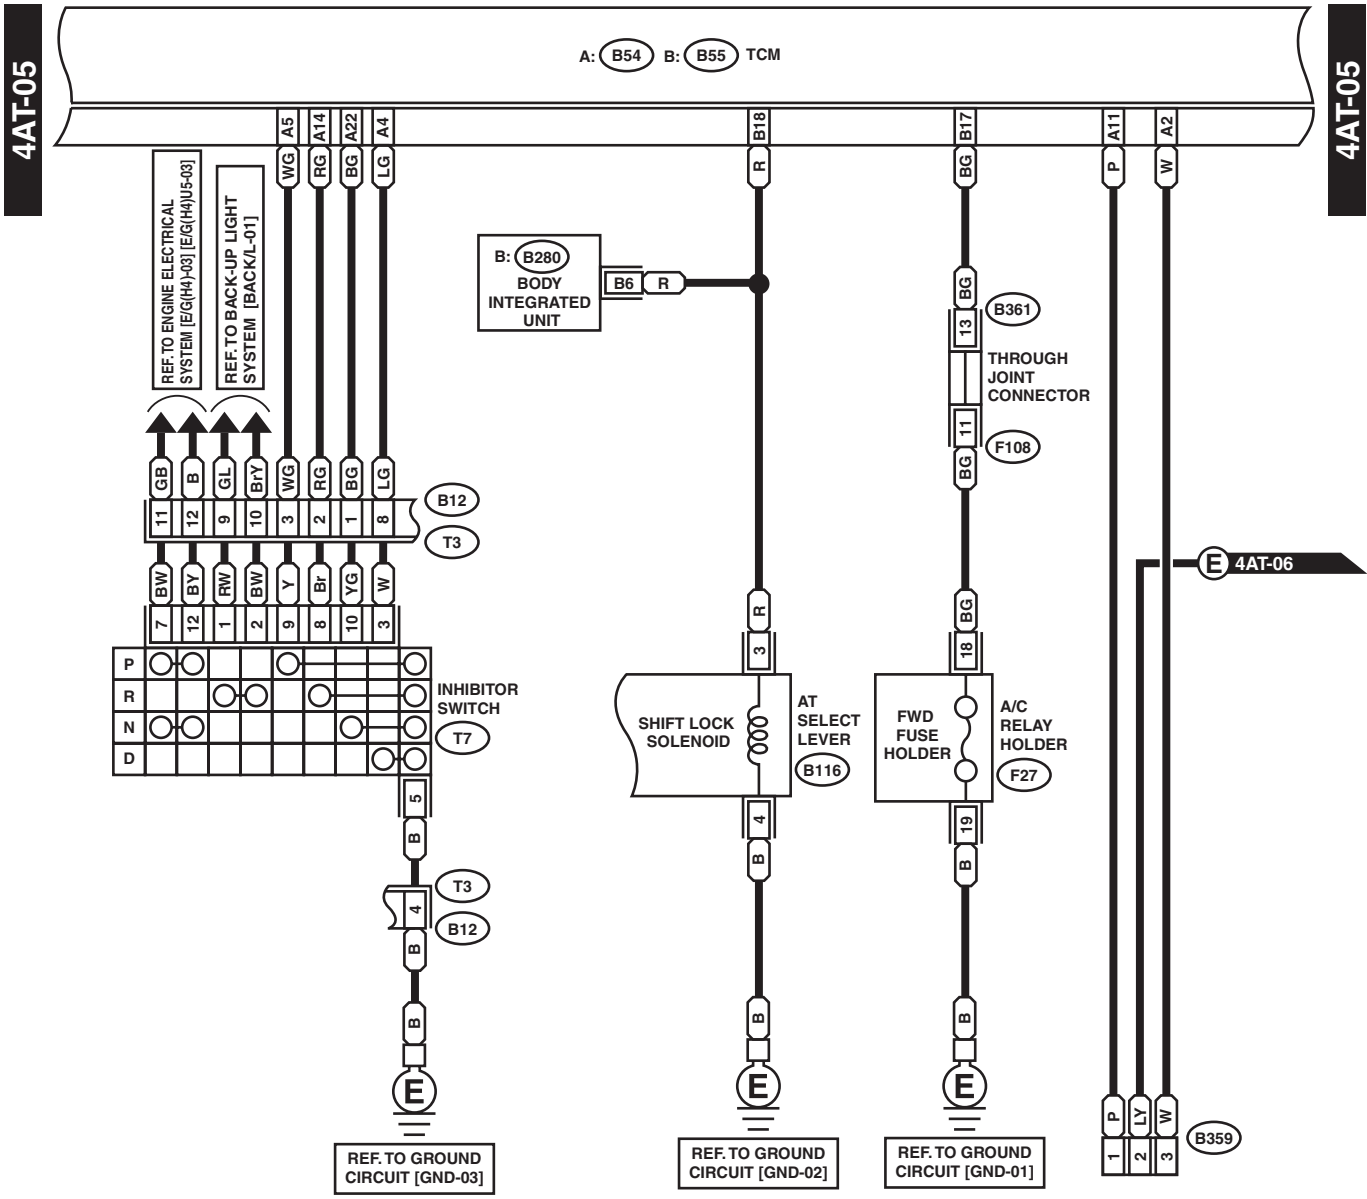 4AT-05
A: B54 B: B55 TCM
4AT-05
A5 A14 A22 A4 B18 B17 A11 A2
WG RG BG LG R BG P W
REF. TO ENGINE ELECTRICAL
SYSTEM [E/G(H4)-03] [E/G(H4)U5-03]
REF. TO BACK-UP LIGHT
SYSTEM [BACK/L-01]
B: B280
BODY
INTEGRATED
UNIT
B6 R
BG
13
B361
THROUGH
JOINT
CONNECTOR
11
F108
BG
GB B GL BrY WG RG BG LG
11 12 9 10 3 2 1 8
B12
T3
BW BY RW BW Y Br YG W
7 12 1 2 9 8 10 3
E 4AT-06
R
3
BG
18
P
R
N
D
INHIBITOR
SWITCH
T7
SHIFT LOCK
SOLENOID
AT
SELECT
LEVER
B116
FWD
FUSE
HOLDER
A/C
RELAY
HOLDER
F27
5
B
T3
4
B12
B
B
E
REF. TO GROUND
CIRCUIT [GND-03]
4
B
B
E
REF. TO GROUND
CIRCUIT [GND-02]
19
B
B
E
REF. TO GROUND
CIRCUIT [GND-01]
P LY W
1 2 3
B359